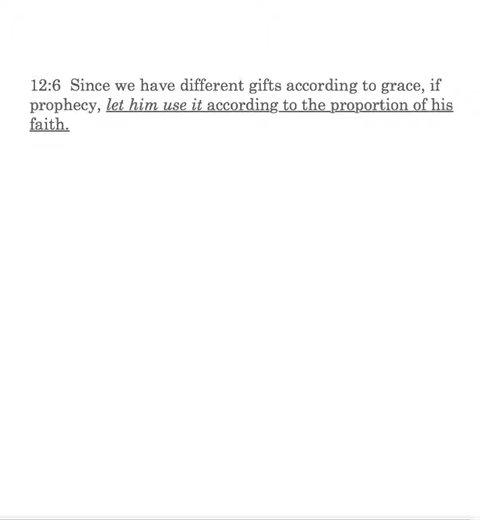 12:6 Since we have different gifts according to grace, if
prophecy, let him use it according to the proportion of his
faith.